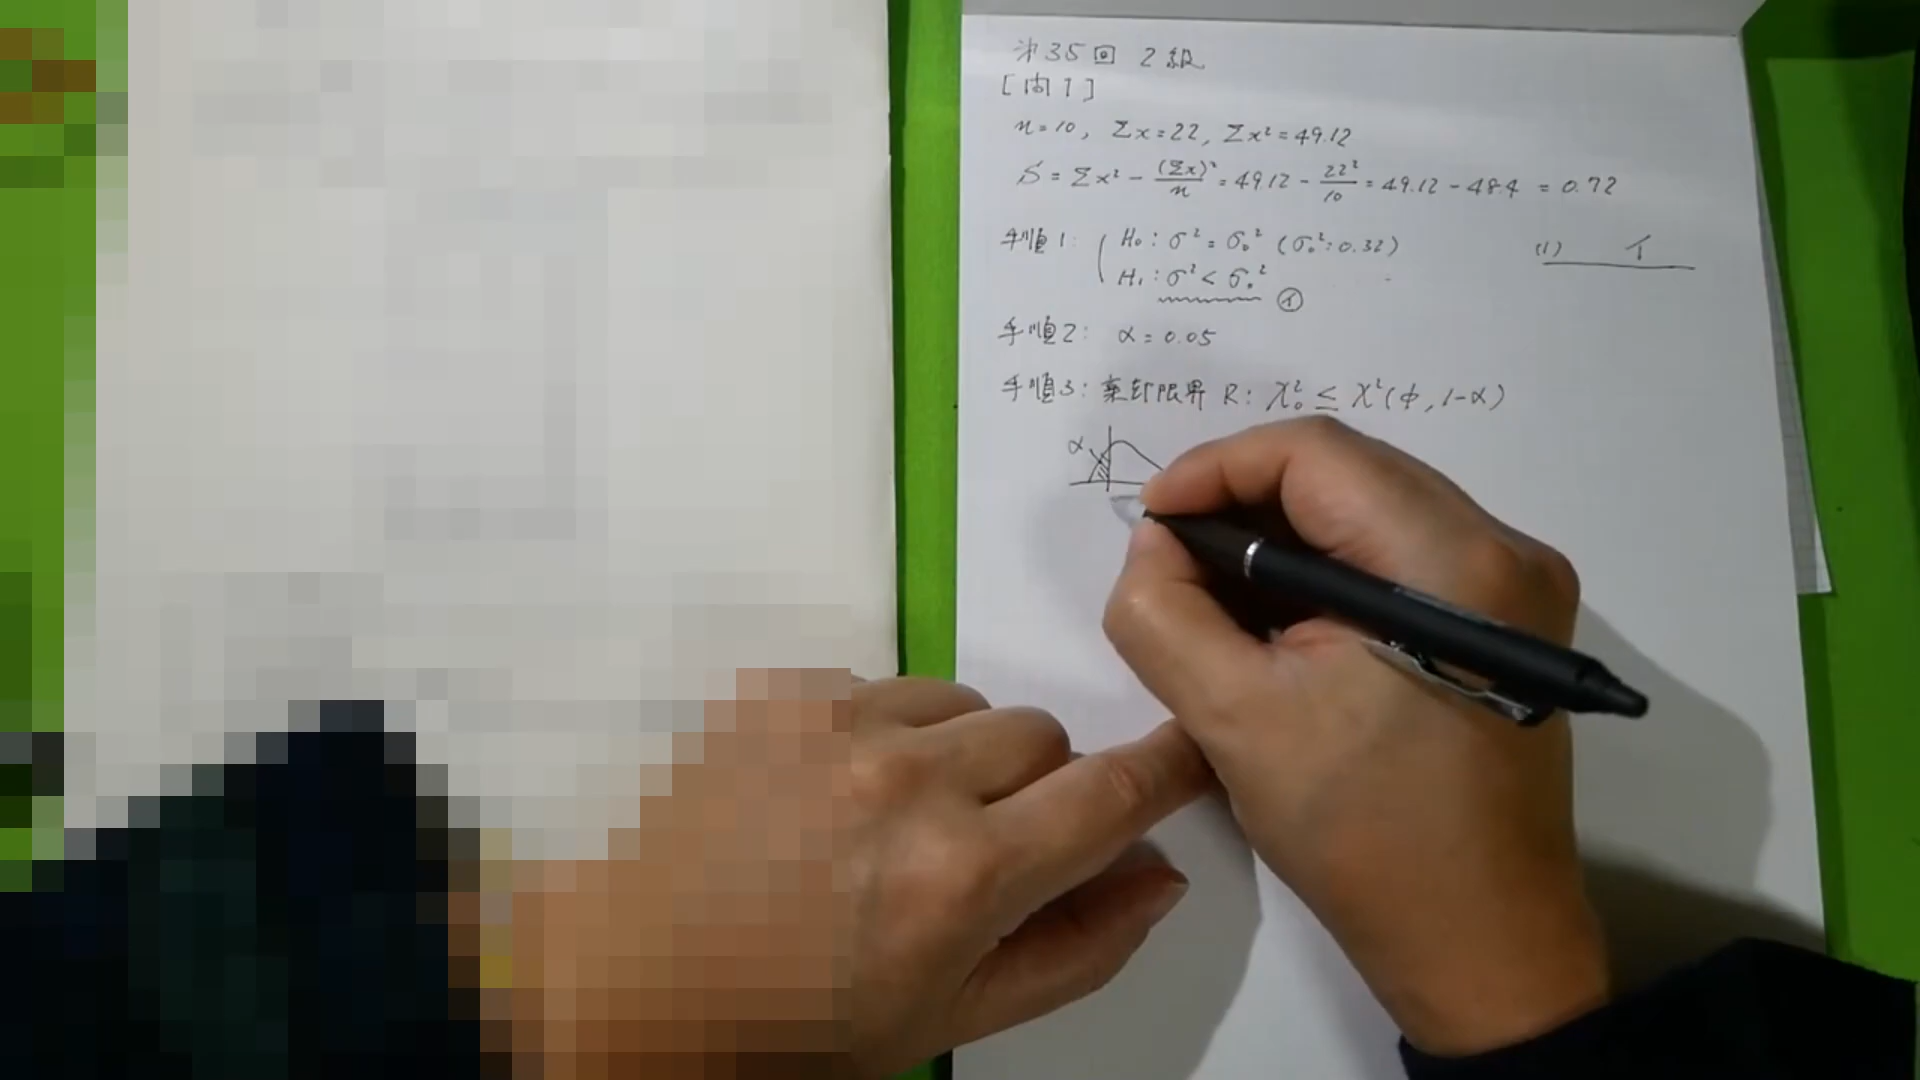 第35回 2級
[問1]
n=10, Σx=22, Σx²=49.12
S = Σx² - (Σx)²/n = 49.12 - 22²/10 = 49.12 - 48.4 = 0.72
手順1: H₀: σ² = σ₀² (σ₀²: 0.32)
(1) イ
H₁: σ² < σ₀² ㋑
手順2: α = 0.05
手順3: 棄却限界 R: χ₀² ≤ χ²(φ, 1-α)
α